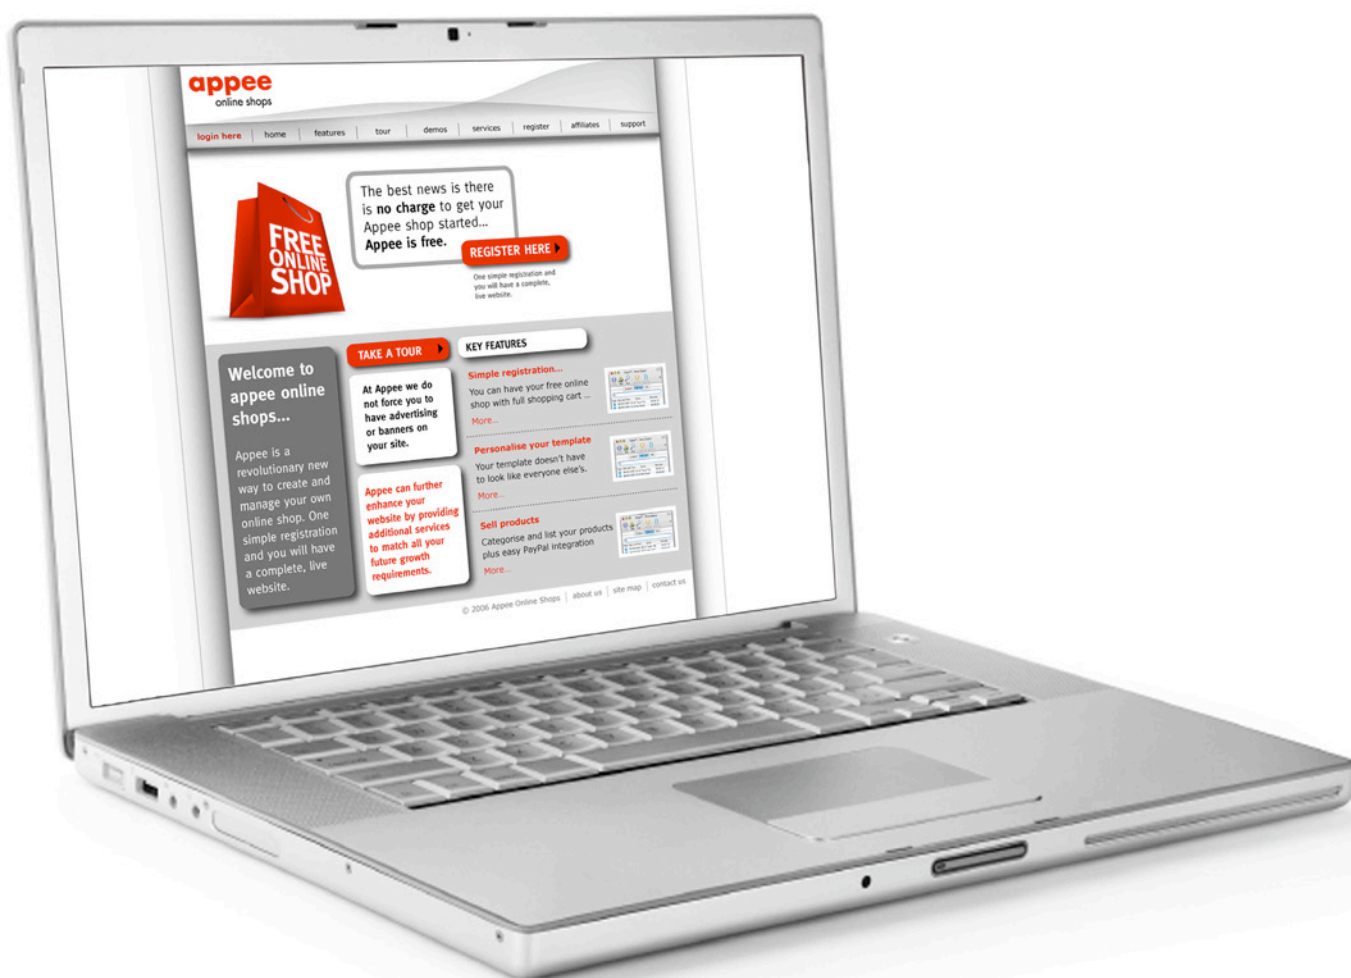 appee
online shops
login here home features tour demos services register affiliates support
FREE
ONLINE
SHOP
The best news is there
is no charge to get your
Appee shop started...
Appee is free.
REGISTER HERE
One simple registration and
you will have a complete,
live website.
Welcome to
appee online
shops...
Appee is a
revolutionary new
way to create and
manage your own
online shop. One
simple registration
and you will have
a complete, live
website.
TAKE A TOUR
At Appee we do
not force you to
have advertising
or banners on
your site.
Appee can further
enhance your
website by providing
additional services
to match all your
future growth
requirements.
KEY FEATURES
Simple registration...
You can have your free online
shop with full shopping cart ...
More...
Personalise your template
Your template doesn't have
to look like everyone else's.
More...
Sell products
Categorise and list your products
plus easy PayPal integration
More...
© 2006 Appee Online Shops about us site map contact us